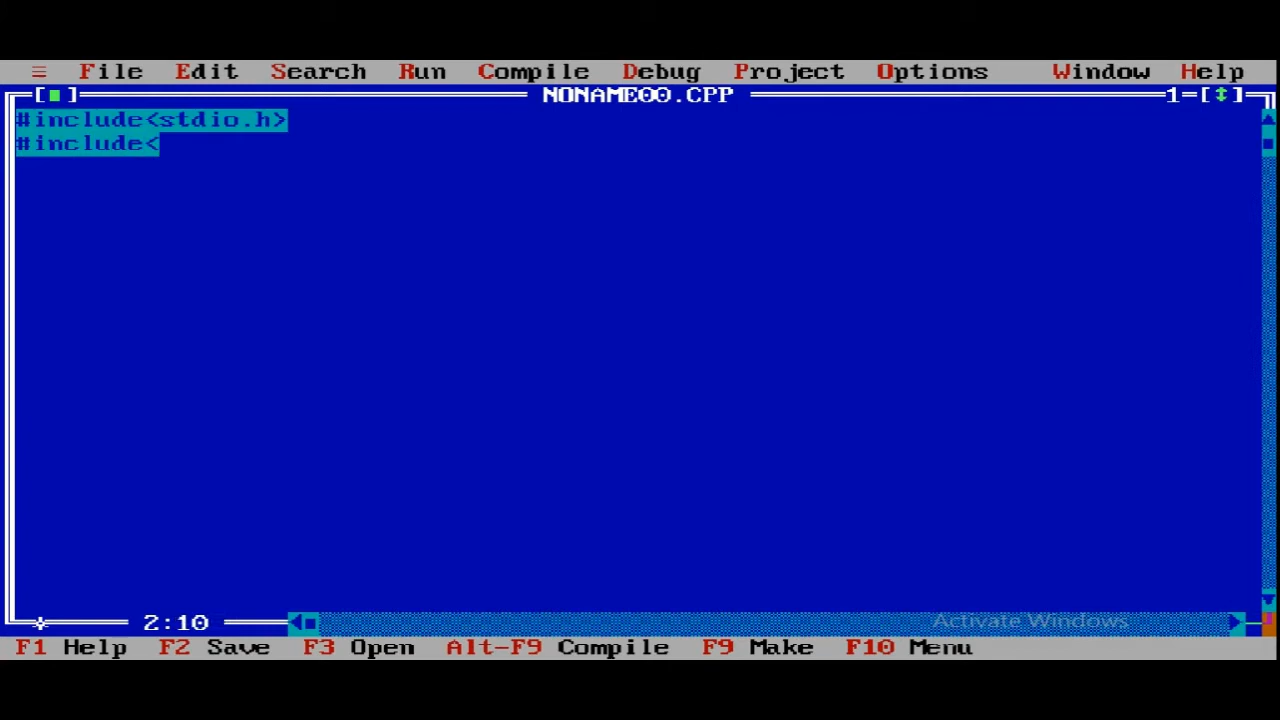 ≡ File Edit Search Run Compile Debug Project Options Window Help
[■] NONAME00.CPP 1=[↕]
#include<stdio.h>
#include<
* 2:10
Activate Windows
F1 Help F2 Save F3 Open Alt-F9 Compile F9 Make F10 Menu